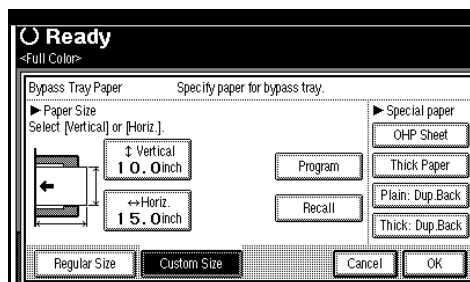 Ready
<Full Color>
Bypass Tray Paper Specify paper for bypass tray.
► Paper Size
Select [Vertical] or [Horiz.].
► Special paper
↕ Vertical
10.0inch
↔Horiz.
15.0inch
Program
Recall
OHP Sheet
Thick Paper
Plain: Dup.Back
Thick: Dup.Back
Regular Size
Custom Size
Cancel
OK